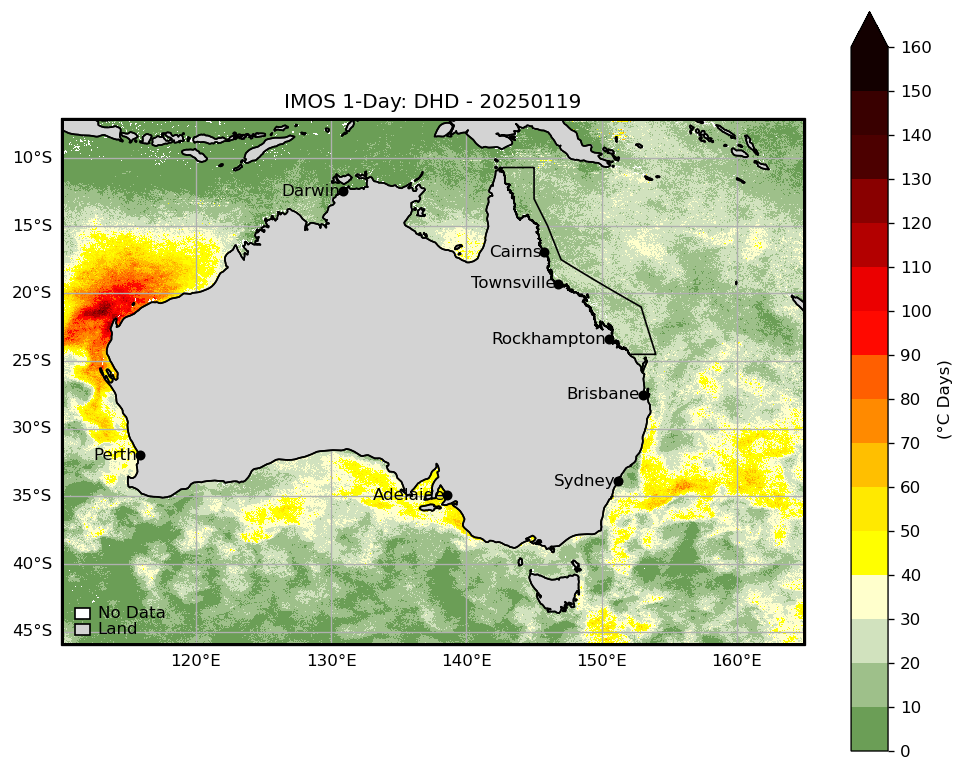 IMOS 1-Day: DHD - 20250119
160
150
140
130
120
110
100
90
80
70
60
50
40
30
20
10
0
(°C Days)
10°S
15°S
20°S
25°S
30°S
35°S
40°S
45°S
Darwin
Cairns
Townsville
Rockhampton
Brisbane
Perth
Sydney
Adelaide
No Data
Land
120°E
130°E
140°E
150°E
160°E